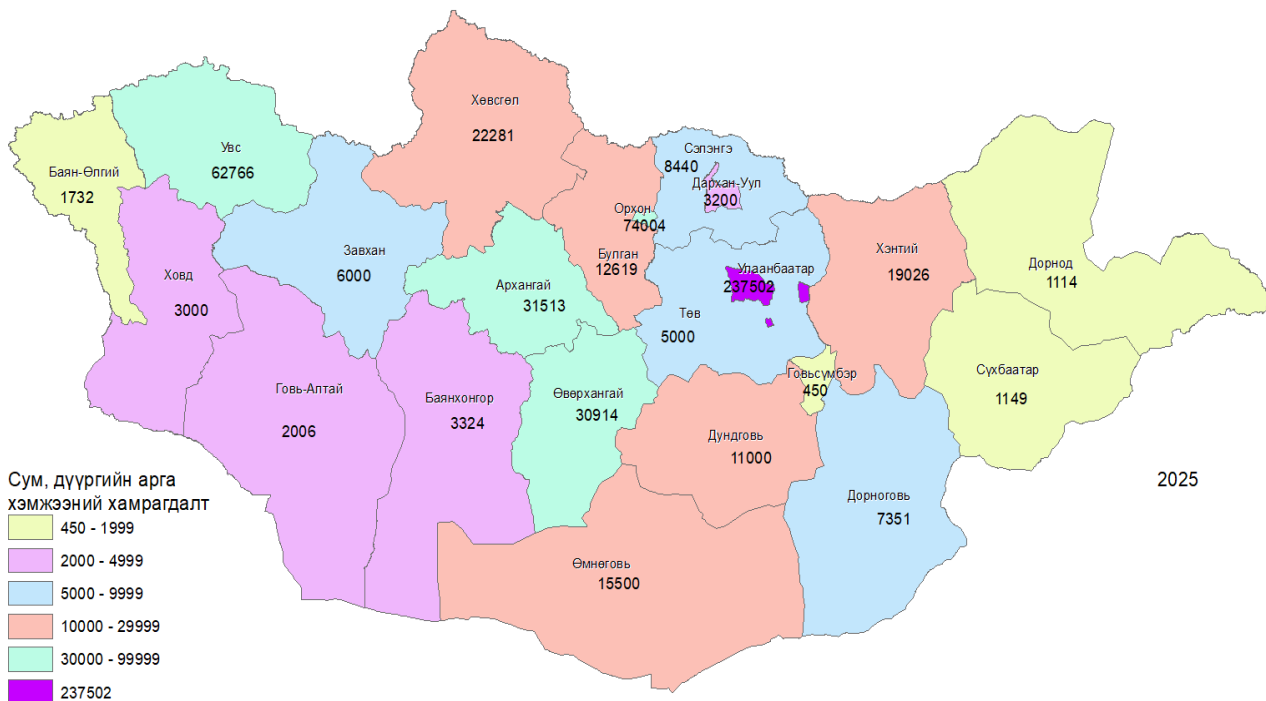 Хөвсгөл
22281
Увс
62766
Баян-Өлгий
1732
Сэлэнгэ
8440
Дархан-Уул
3200
Орхон
74004
Булган
12619
Завхан
6000
Ховд
3000
Архангай
31513
Улаанбаатар
237502
Төв
5000
Хэнтий
19026
Дорнод
1114
Говьсүмбэр
450
Сүхбаатар
1149
Говь-Алтай
2006
Баянхонгор
3324
Өвөрхангай
30914
Дундговь
11000
Дорноговь
7351
Өмнөговь
15500
2025
Сум, дүүргийн арга
хэмжээний хамрагдалт
450 - 1999
2000 - 4999
5000 - 9999
10000 - 29999
30000 - 99999
237502